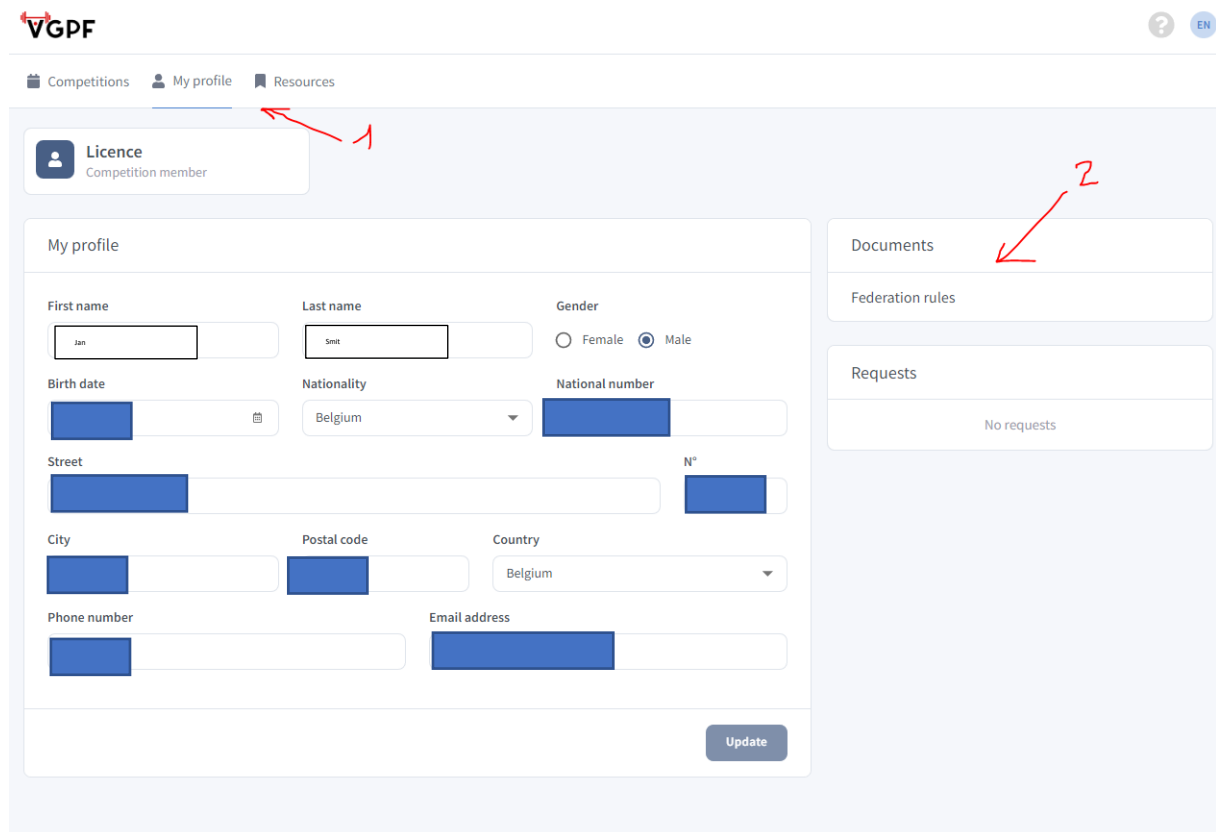 VGPF
? EN
Competitions My profile Resources
1
Licence
Competition member
2
My profile
First name Last name Gender
Jan Smit Female Male
Birth date Nationality National number
Belgium
Street N°
City Postal code Country
Belgium
Phone number Email address
Update
Documents
Federation rules
Requests
No requests